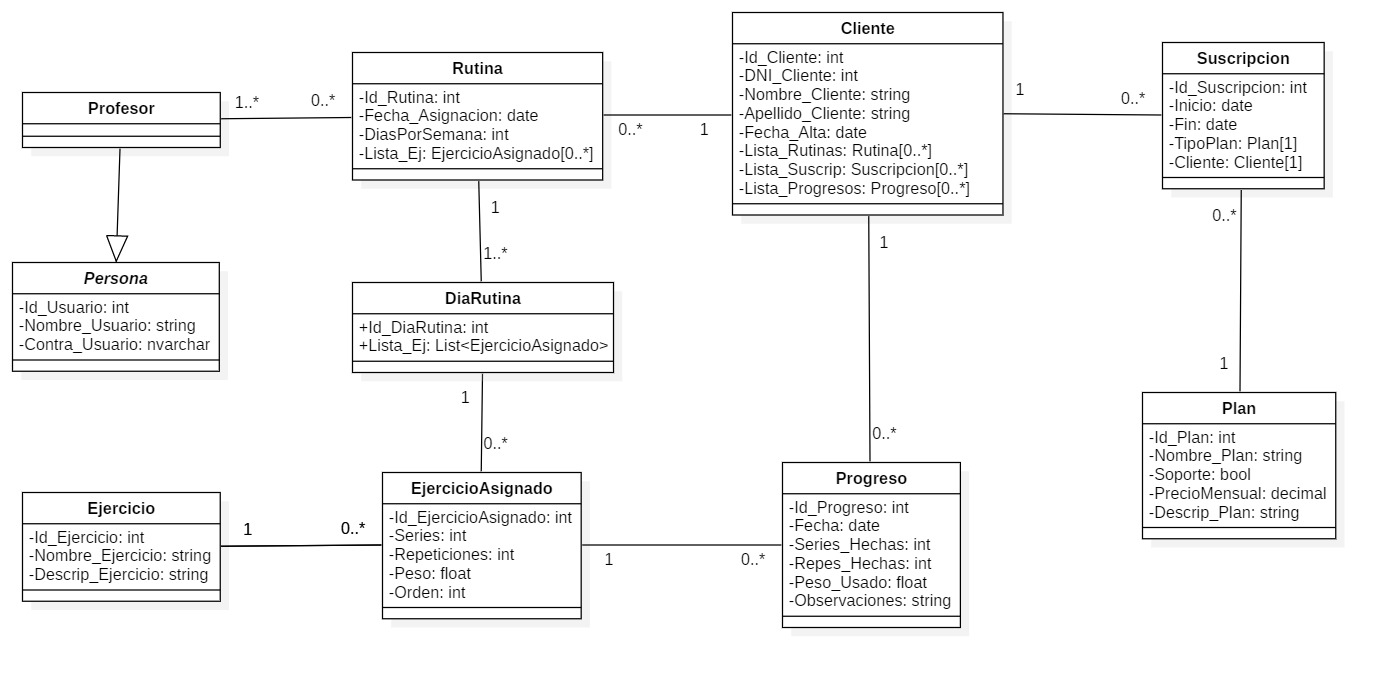 Profesor
1..*
0..*
Rutina
-Id_Rutina: int
-Fecha_Asignacion: date
-DiasPorSemana: int
-Lista_Ej: EjercicioAsignado[0..*]
0..*
1
Cliente
-Id_Cliente: int
-DNI_Cliente: int
-Nombre_Cliente: string
-Apellido_Cliente: string
-Fecha_Alta: date
-Lista_Rutinas: Rutina[0..*]
-Lista_Suscrip: Suscripcion[0..*]
-Lista_Progresos: Progreso[0..*]
1
0..*
Suscripcion
-Id_Suscripcion: int
-Inicio: date
-Fin: date
-TipoPlan: Plan[1]
-Cliente: Cliente[1]
1
1..*
1
0..*
Persona
-Id_Usuario: int
-Nombre_Usuario: string
-Contra_Usuario: nvarchar
DiaRutina
+Id_DiaRutina: int
+Lista_Ej: List<EjercicioAsignado>
1
0..*
0..*
1
Plan
-Id_Plan: int
-Nombre_Plan: string
-Soporte: bool
-PrecioMensual: decimal
-Descrip_Plan: string
Ejercicio
-Id_Ejercicio: int
-Nombre_Ejercicio: string
-Descrip_Ejercicio: string
1
0..*
EjercicioAsignado
-Id_EjercicioAsignado: int
-Series: int
-Repeticiones: int
-Peso: float
-Orden: int
1
0..*
Progreso
-Id_Progreso: int
-Fecha: date
-Series_Hechas: int
-Repes_Hechas: int
-Peso_Usado: float
-Observaciones: string